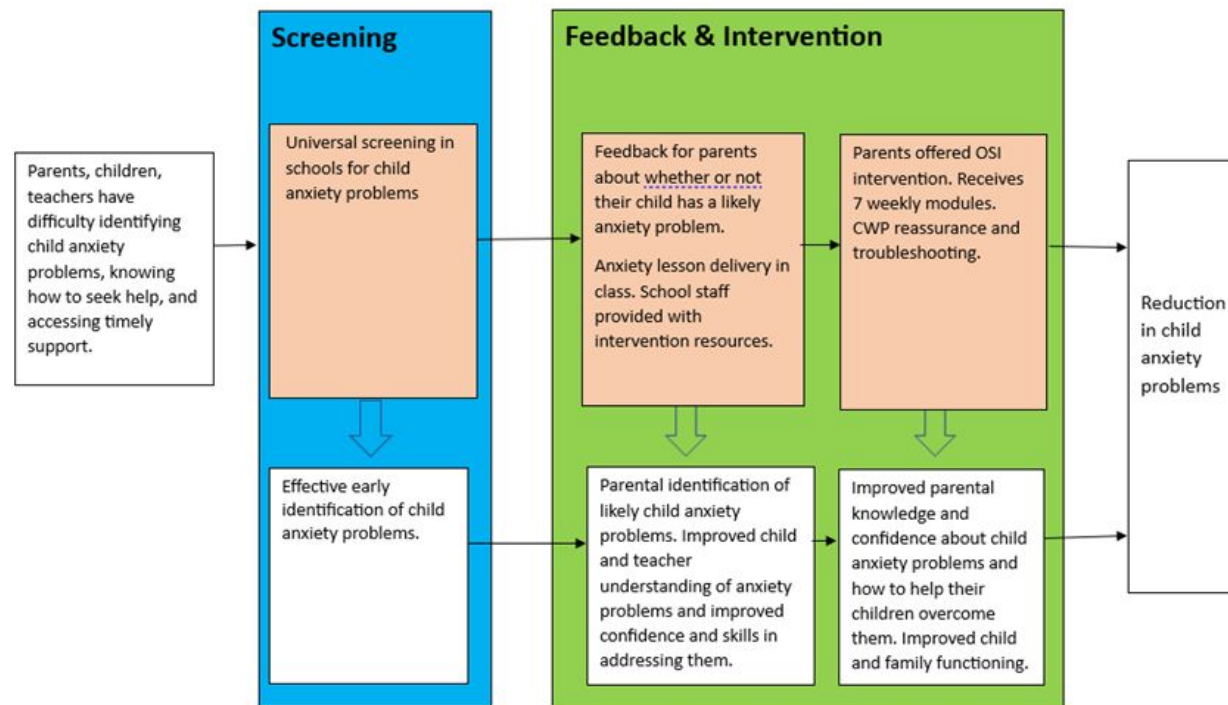 Screening
Feedback & Intervention
Parents, children,
teachers have
difficulty identifying
child anxiety
problems, knowing
how to seek help, and
accessing timely
support.
Universal screening in
schools for child
anxiety problems
Feedback for parents
about whether or not
their child has a likely
anxiety problem.
Anxiety lesson delivery in
class. School staff
provided with
intervention resources.
Parents offered OSI
intervention. Receives
7 weekly modules.
CWP reassurance and
troubleshooting.
Reduction
in child
anxiety
problems
Effective early
identification of child
anxiety problems.
Parental identification of
likely child anxiety
problems. Improved child
and teacher
understanding of anxiety
problems and improved
confidence and skills in
addressing them.
Improved parental
knowledge and
confidence about child
anxiety problems and
how to help their
children overcome
them. Improved child
and family functioning.